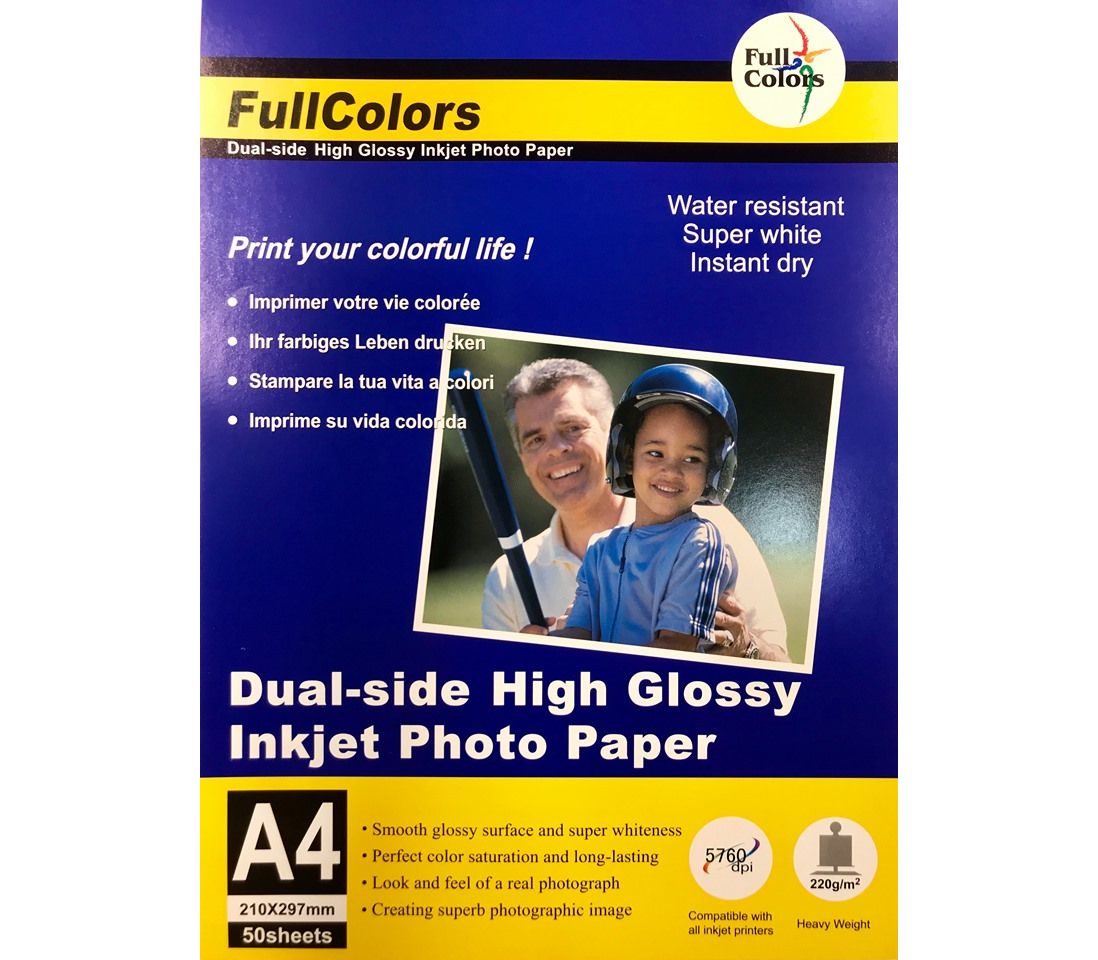 Full
Colors
FullColors
Dual-side High Glossy Inkjet Photo Paper
Water resistant
Super white
Instant dry
Print your colorful life !
• Imprimer votre vie colorée
• Ihr farbiges Leben drucken
• Stampare la tua vita a colori
• Imprime su vida colorida
Dual-side High Glossy
Inkjet Photo Paper
A4
210X297mm
50sheets
• Smooth glossy surface and super whiteness
• Perfect color saturation and long-lasting
• Look and feel of a real photograph
• Creating superb photographic image
5760
dpi
Compatible with
all inkjet printers
220g/m²
Heavy Weight